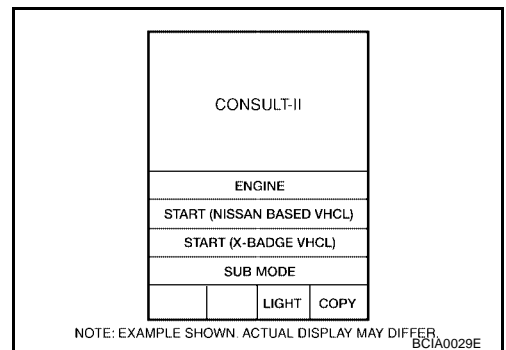 CONSULT-II
ENGINE
START (NISSAN BASED VHCL)
START (X-BADGE VHCL)
SUB MODE
LIGHT COPY
NOTE: EXAMPLE SHOWN. ACTUAL DISPLAY MAY DIFFER.
BCIA0029E